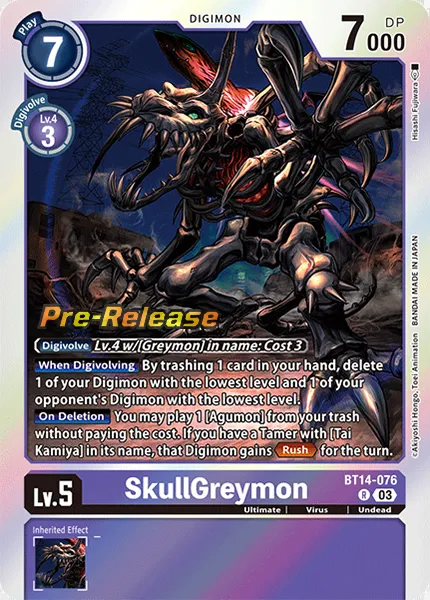 DIGIMON
Play
7
7000
DP
Digivolve
Lv.4
3
Hisashi Fujiwara
©Akiyoshi Hongo, Toei Animation BANDAI MADE IN JAPAN
Pre-Release
Digivolve Lv.4 w/[Greymon] in name: Cost 3
When Digivolving By trashing 1 card in your hand, delete
1 of your Digimon with the lowest level and 1 of your
opponent's Digimon with the lowest level.
On Deletion You may play 1 [Agumon] from your trash
without paying the cost. If you have a Tamer with [Tai
Kamiya] in its name, that Digimon gains Rush for the turn.
Lv.5
SkullGreymon
BT14-076
R 03
Ultimate Virus Undead
Inherited Effect